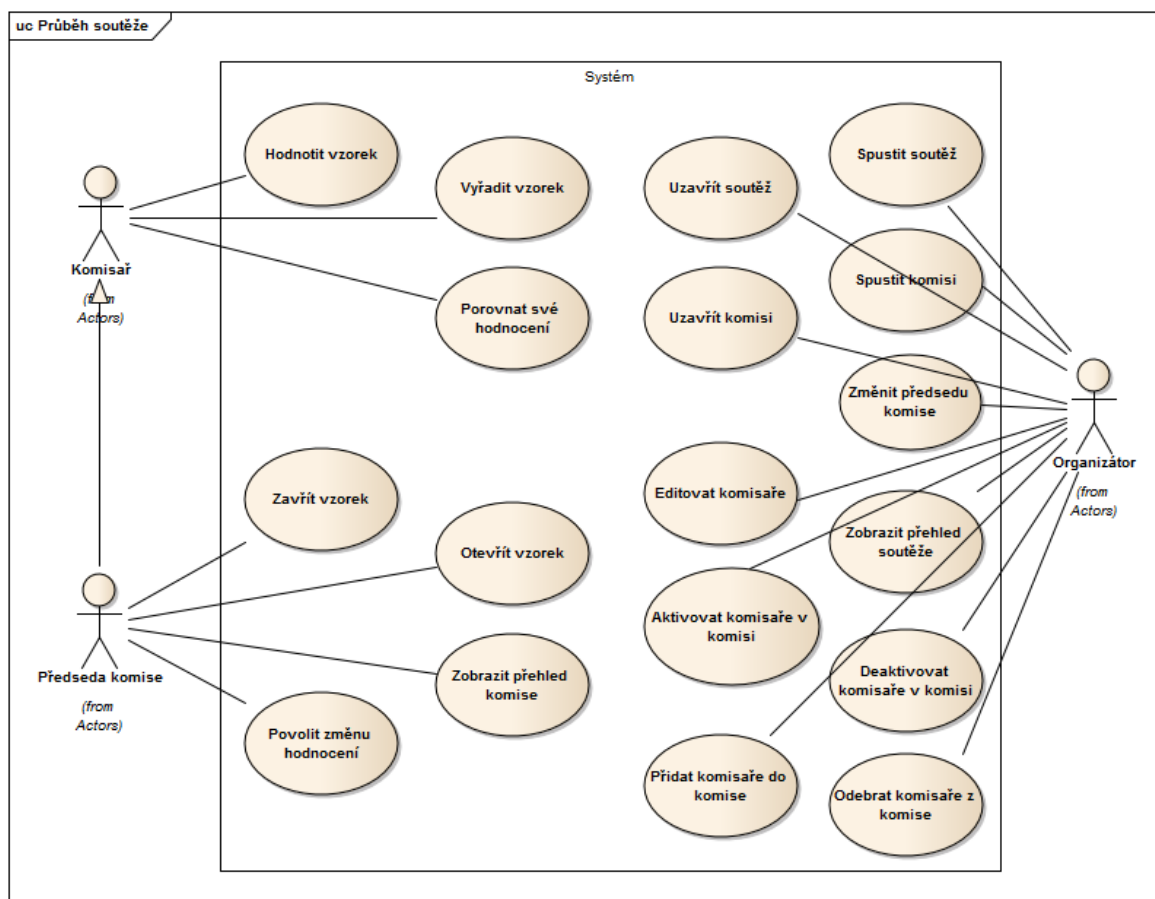 uc Průběh soutěže
Systém
Hodnotit vzorek
Vyřadit vzorek
Porovnat své
hodnocení
Komisař
(from
Actors)
Zavřít vzorek
Otevřít vzorek
Zobrazit přehled
komise
Povolit změnu
hodnocení
Předseda komise
(from
Actors)
Uzavřít soutěž
Spustit soutěž
Spustit komisi
Uzavřít komisi
Změnit předsedu
komise
Editovat komisaře
Zobrazit přehled
soutěže
Aktivovat komisaře v
komisi
Deaktivovat
komisaře v komisi
Přidat komisaře do
komise
Odebrat komisaře z
komise
Organizátor
(from
Actors)